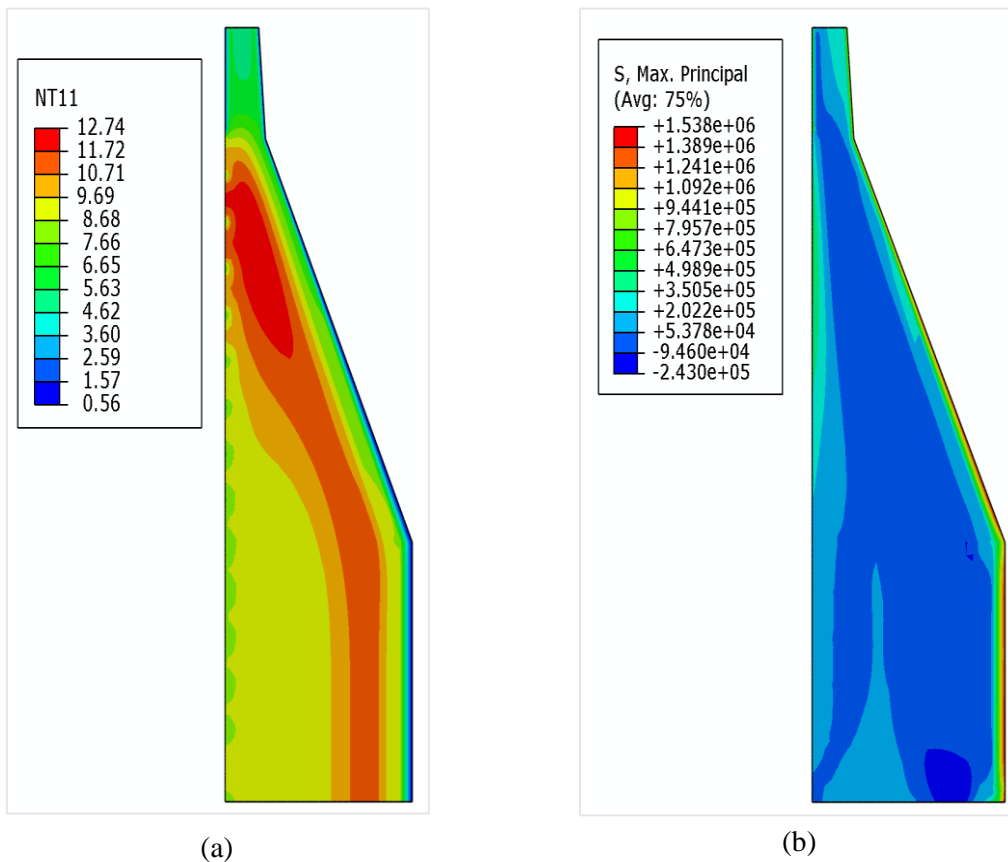 NT11
12.74
11.72
10.71
9.69
8.68
7.66
6.65
5.63
4.62
3.60
2.59
1.57
0.56
S, Max. Principal
(Avg: 75%)
+1.538e+06
+1.389e+06
+1.241e+06
+1.092e+06
+9.441e+05
+7.957e+05
+6.473e+05
+4.989e+05
+3.505e+05
+2.022e+05
+5.378e+04
-9.460e+04
-2.430e+05
(a)
(b)